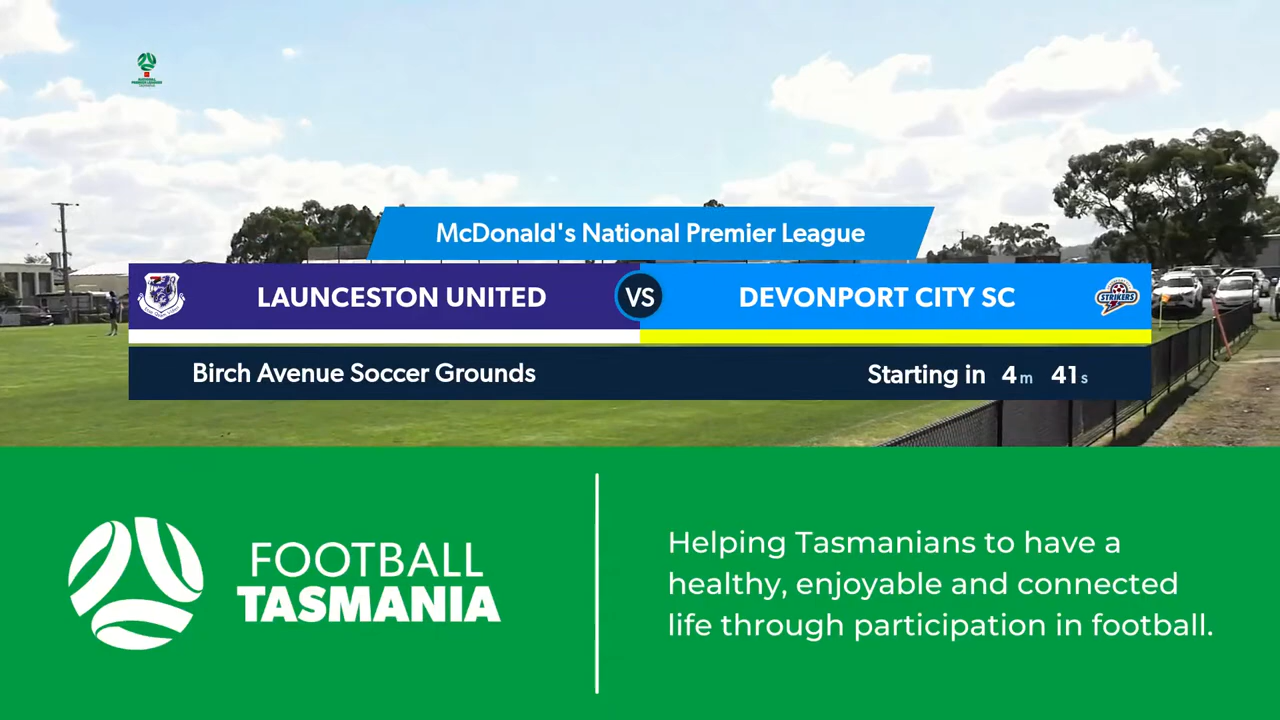 McDonald's National Premier League
LAUNCESTON UNITED
VS
DEVONPORT CITY SC
STRIKERS
Birch Avenue Soccer Grounds
Starting in 4m 41s
FOOTBALL
TASMANIA
Helping Tasmanians to have a
healthy, enjoyable and connected
life through participation in football.